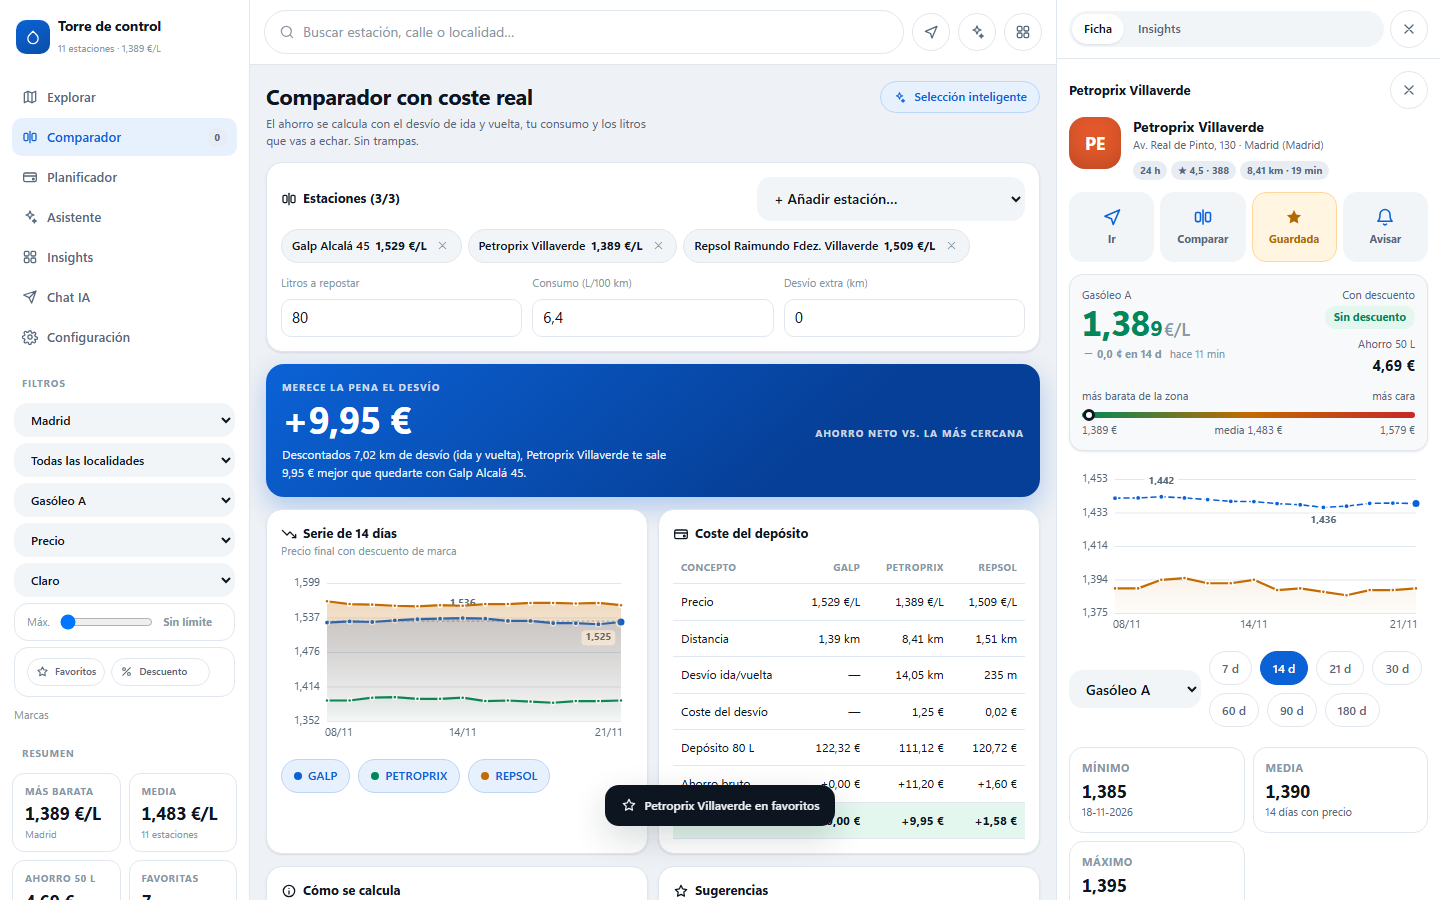 Torre de control
11 estaciones · 1,389 €/L
Explorar
Comparador
0
Planificador
Asistente
Insights
Chat IA
Configuración
FILTROS
Madrid
Todas las localidades
Gasóleo A
Precio
Claro
Máx.
Sin límite
Favoritos
Descuento
Marcas
RESUMEN
MÁS BARATA
1,389 €/L
Madrid
MEDIA
1,483 €/L
11 estaciones
AHORRO 50 L
FAVORITAS
Buscar estación, calle o localidad...
Comparador con coste real
El ahorro se calcula con el desvío de ida y vuelta, tu consumo y los litros
que vas a echar. Sin trampas.
Selección inteligente
Estaciones (3/3)
+ Añadir estación...
Galp Alcalá 45 1,529 €/L
Petroprix Villaverde 1,389 €/L
Repsol Raimundo Fdez. Villaverde 1,509 €/L
Litros a repostar
Consumo (L/100 km)
Desvío extra (km)
80
6,4
0
MERECE LA PENA EL DESVÍO
+9,95 €
Descontados 7,02 km de desvío (ida y vuelta), Petroprix Villaverde te sale
9,95 € mejor que quedarte con Galp Alcalá 45.
AHORRO NETO VS. LA MÁS CERCANA
Serie de 14 días
Precio final con descuento de marca
1,599
1,537
1,476
1,414
1,352
1,536
1,525
08/11
14/11
21/11
GALP
PETROPRIX
REPSOL
Coste del depósito
CONCEPTO GALP PETROPRIX REPSOL
Precio 1,529 €/L 1,389 €/L 1,509 €/L
Distancia 1,39 km 8,41 km 1,51 km
Desvío ida/vuelta — 14,05 km 235 m
Coste del desvío — 1,25 € 0,02 €
Depósito 80 L 122,32 € 111,12 € 120,72 €
Ahorro bruto +0,00 € +11,20 € +1,60 €
+9,95 € +1,58 €
Petroprix Villaverde en favoritos
Cómo se calcula
Sugerencias
Ficha
Insights
Petroprix Villaverde
PE
Petroprix Villaverde
Av. Real de Pinto, 130 · Madrid (Madrid)
24 h
★ 4,5 · 388
8,41 km · 19 min
Ir
Comparar
Guardada
Avisar
Gasóleo A
1,389 €/L
— 0,0 ¢ en 14 d hace 11 min
Con descuento
Sin descuento
Ahorro 50 L
4,69 €
más barata de la zona
más cara
1,389 €
media 1,483 €
1,579 €
1,453
1,433
1,414
1,394
1,375
1,442
1,436
08/11
14/11
21/11
Gasóleo A
7 d
14 d
21 d
30 d
60 d
90 d
180 d
MÍNIMO
1,385
18-11-2026
MEDIA
1,390
14 días con precio
MÁXIMO
1,395